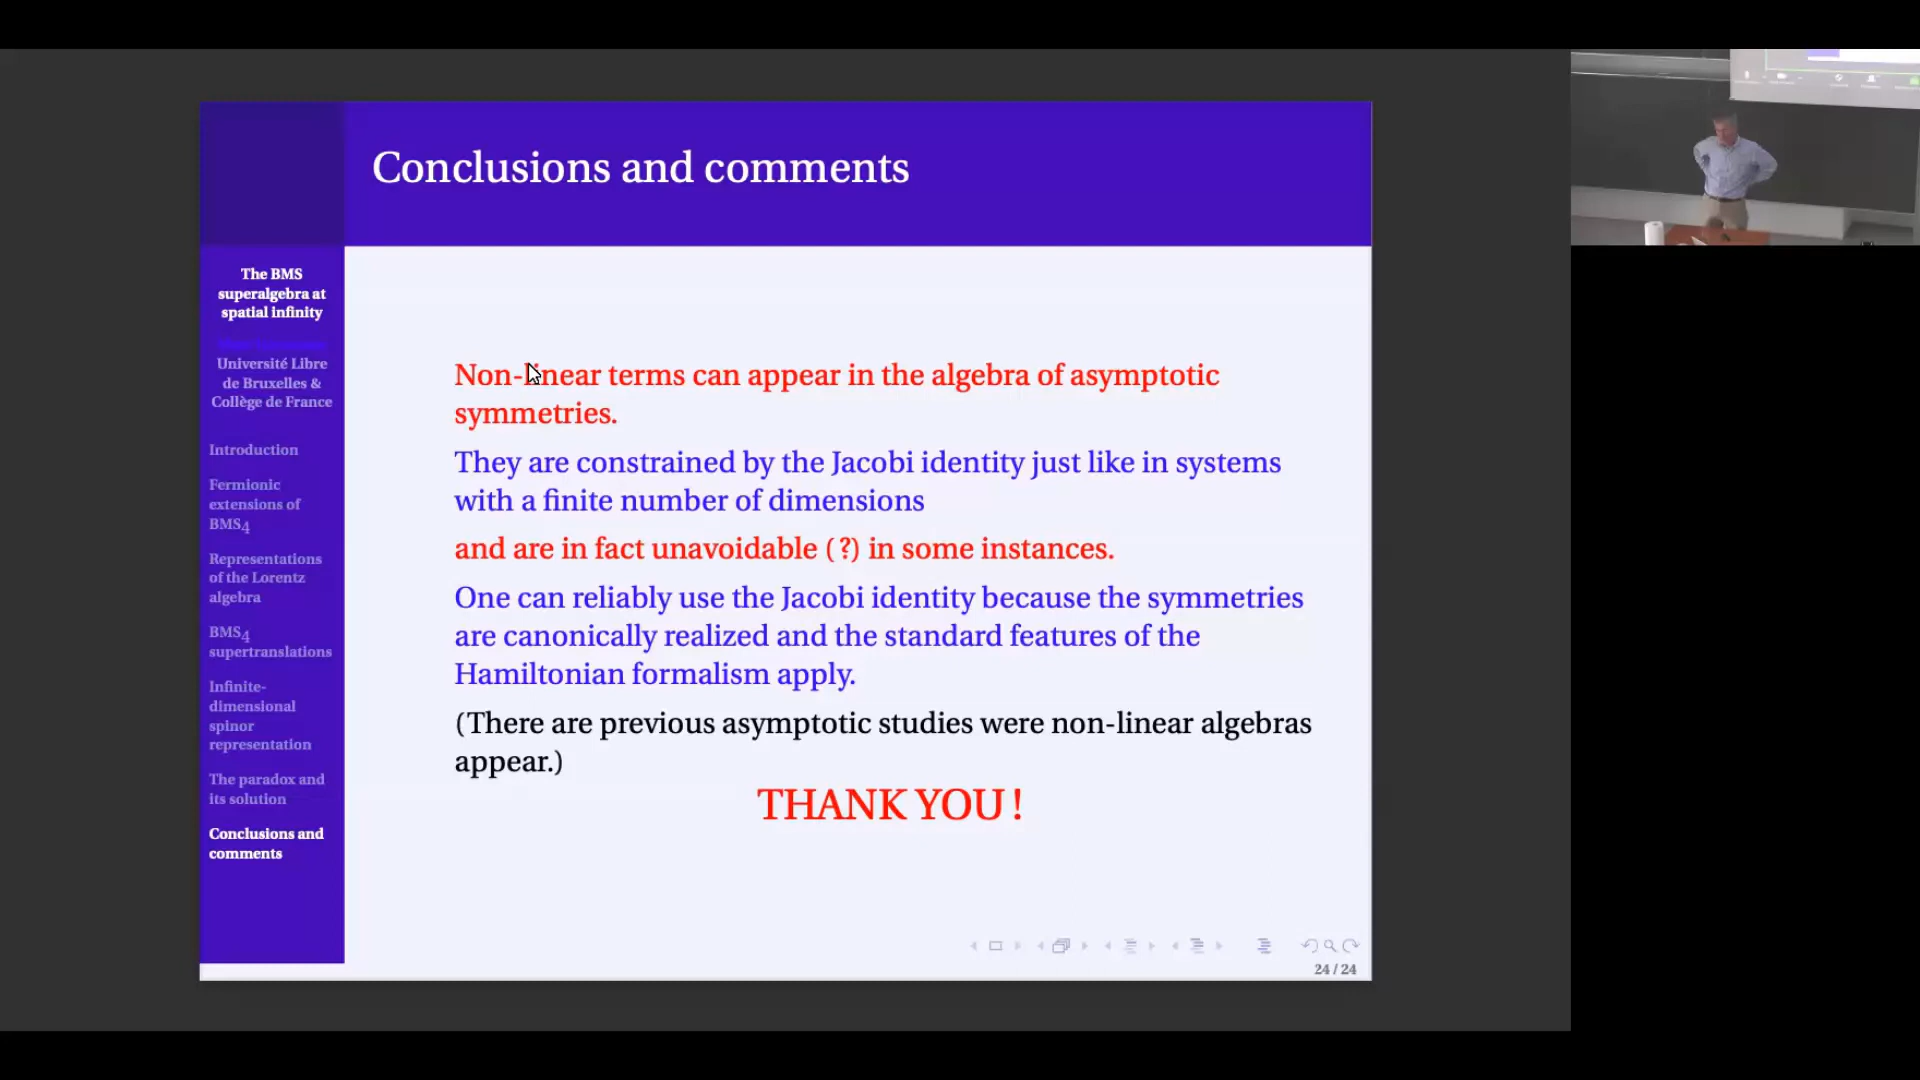 Conclusions and comments
The BMS
superalgebra at
spatial infinity
Université Libre
de Bruxelles &
Collège de France
Introduction
Fermionic
extensions of
BMS4
Representations
of the Lorentz
algebra
BMS4
supertranslations
Infinite-
dimensional
spinor
representation
The paradox and
its solution
Conclusions and
comments
Non-linear terms can appear in the algebra of asymptotic
symmetries.
They are constrained by the Jacobi identity just like in systems
with a finite number of dimensions
and are in fact unavoidable (?) in some instances.
One can reliably use the Jacobi identity because the symmetries
are canonically realized and the standard features of the
Hamiltonian formalism apply.
(There are previous asymptotic studies were non-linear algebras
appear.)
THANK YOU !
24 / 24